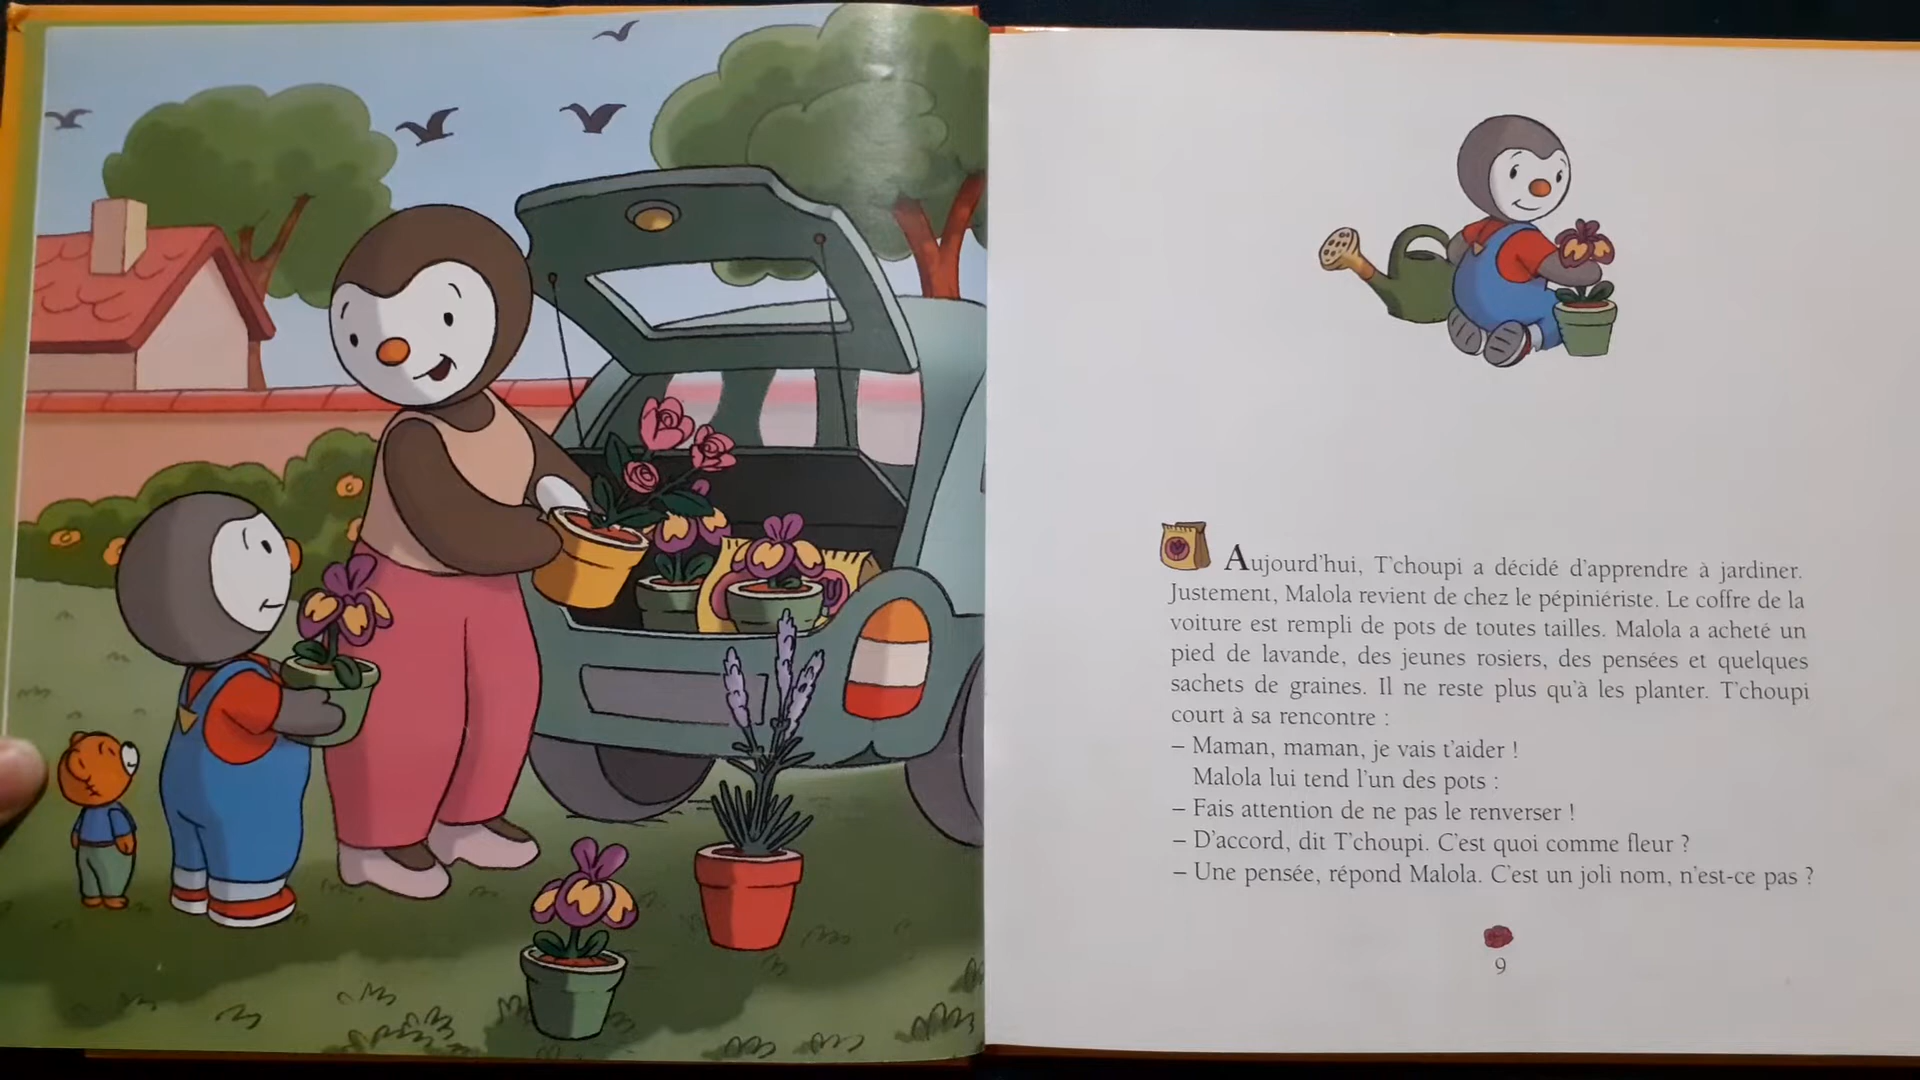 Aujourd'hui, T'choupi a décidé d'apprendre à jardiner.
Justement, Malola revient de chez le pépiniériste. Le coffre de la
voiture est rempli de pots de toutes tailles. Malola a acheté un
pied de lavande, des jeunes rosiers, des pensées et quelques
sachets de graines. Il ne reste plus qu'à les planter. T'choupi
court à sa rencontre :
– Maman, maman, je vais t'aider !
Malola lui tend l'un des pots :
– Fais attention de ne pas le renverser !
– D'accord, dit T'choupi. C'est quoi comme fleur ?
– Une pensée, répond Malola. C'est un joli nom, n'est-ce pas ?
9